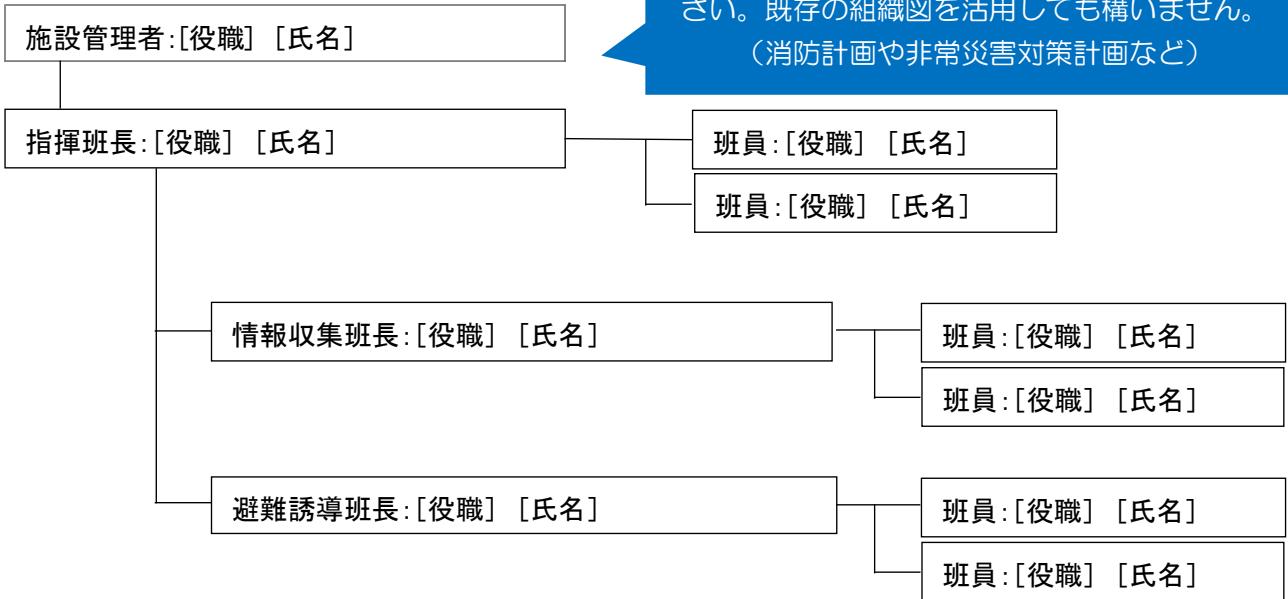 さい。既存の組織図を活用しても構いません。
(消防計画や非常災害対策計画など)
施設管理者:[役職] [氏名]
指揮班長:[役職] [氏名]
班員:[役職] [氏名]
班員:[役職] [氏名]
情報収集班長:[役職] [氏名]
班員:[役職] [氏名]
班員:[役職] [氏名]
避難誘導班長:[役職] [氏名]
班員:[役職] [氏名]
班員:[役職] [氏名]